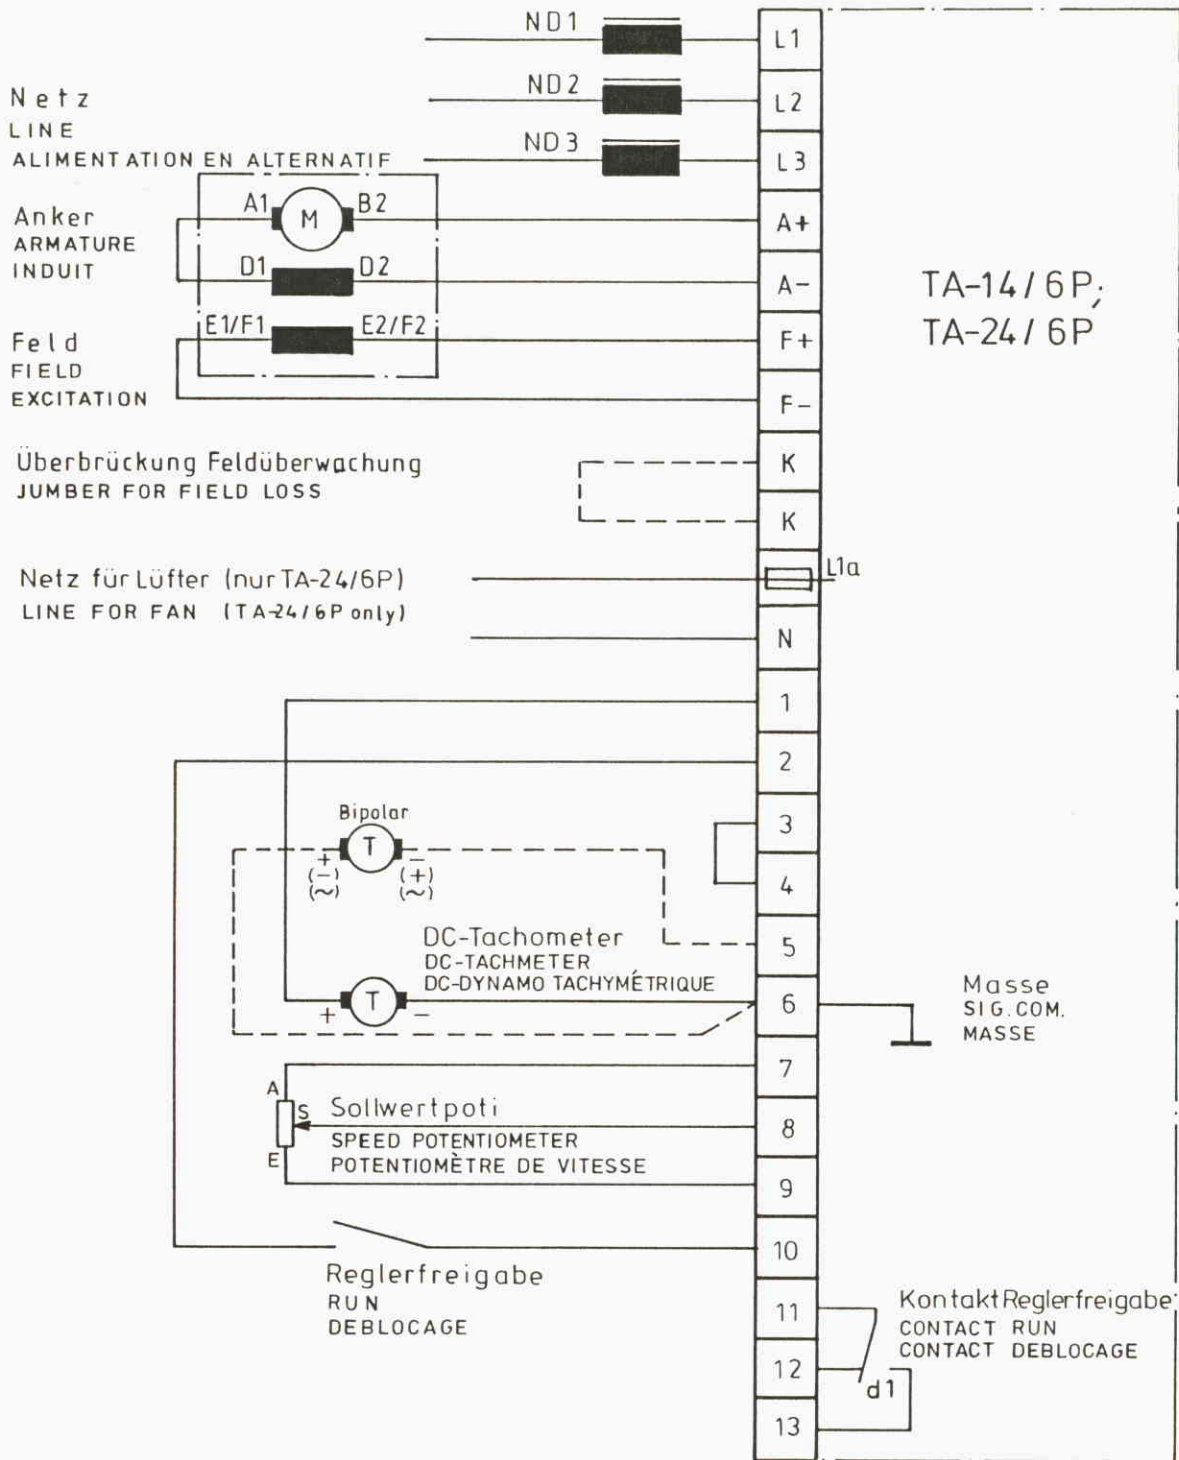 ND1
L1
ND2
L2
Netz
LINE
ALIMENTATION EN ALTERNATIF
ND3
L3
Anker
ARMATURE
INDUIT
A1
M
B2
A+
D1
D2
A-
TA-14/6P;
TA-24/6P
Feld
FIELD
EXCITATION
E1/F1
E2/F2
F+
F-
Überbrückung Feldüberwachung
JUMBER FOR FIELD LOSS
K
K
Netz für Lüfter (nur TA-24/6P)
LINE FOR FAN (TA-24/6P only)
L1a
N
1
2
Bipolar
T
+
(-)
(~)
-
(+)
(~)
3
4
5
DC-Tachometer
DC-TACHMETER
DC-DYNAMO TACHYMÉTRIQUE
T
+
-
6
Masse
SIG.COM.
MASSE
7
A
S
E
Sollwertpoti
SPEED POTENTIOMETER
POTENTIOMÈTRE DE VITESSE
8
9
10
Reglerfreigabe
RUN
DEBLOCAGE
11
12
13
Kontakt Reglerfreigabe
CONTACT RUN
CONTACT DEBLOCAGE
d1